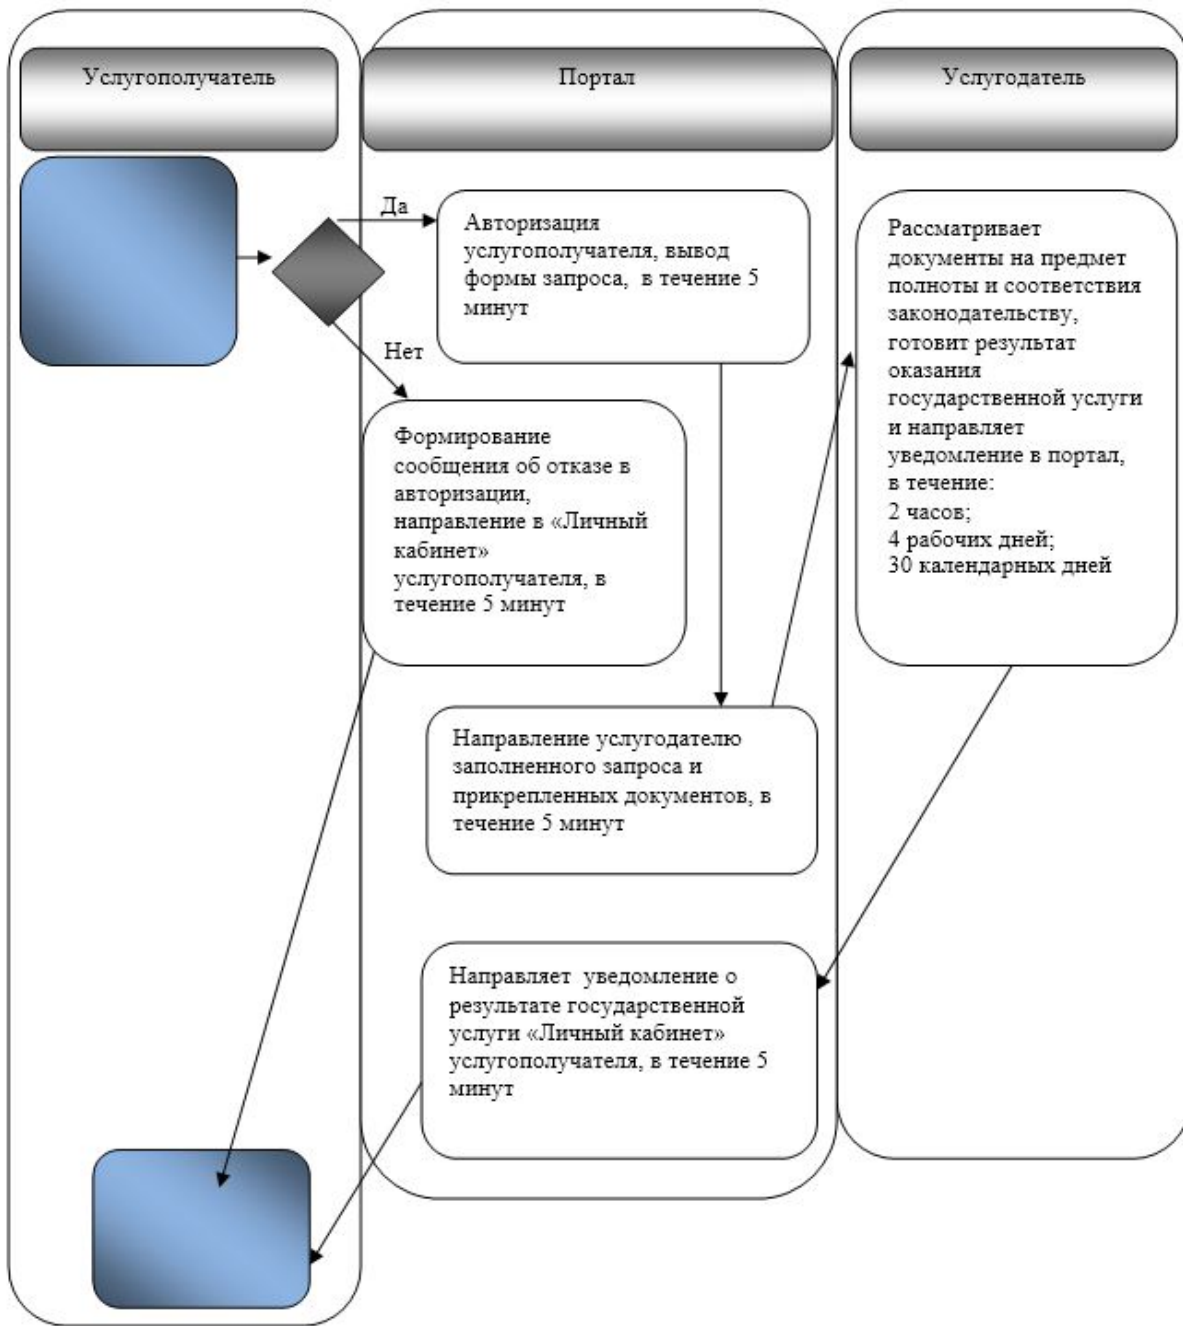 Услугополучатель
Портал
Услугодатель
Да
Авторизация
услугополучателя, вывод
формы запроса, в течение 5
минут
Рассматривает
документы на предмет
полноты и соответствия
законодательству,
готовит результат
оказания
государственной услуги
и направляет
уведомление в портал,
в течение:
2 часов;
4 рабочих дней;
30 календарных дней
Нет
Формирование
сообщения об отказе в
авторизации,
направление в «Личный
кабинет»
услугополучателя, в
течение 5 минут
Направление услугодателю
заполненного запроса и
прикрепленных документов, в
течение 5 минут
Направляет уведомление о
результате государственной
услуги «Личный кабинет»
услугополучателя, в течение 5
минут